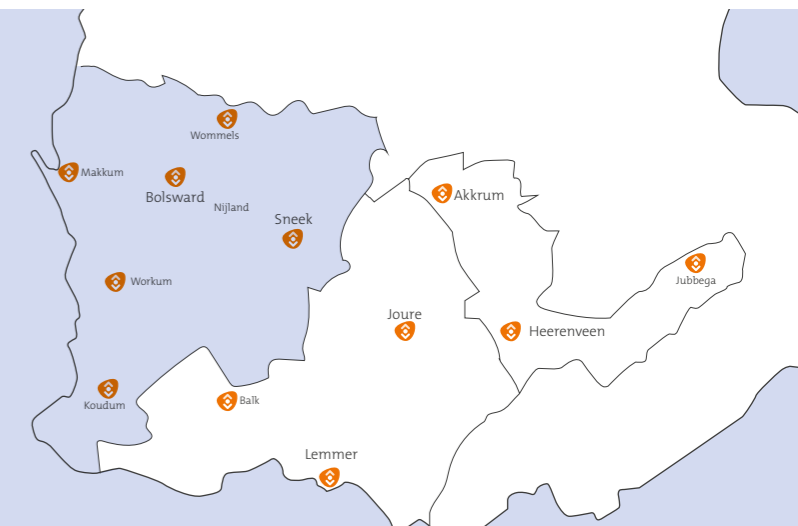 Wommels
Makkum
Bolsward
Nijland
Akkrum
Sneek
Workum
Jubbega
Joure
Heerenveen
Koudum
Balk
Lemmer